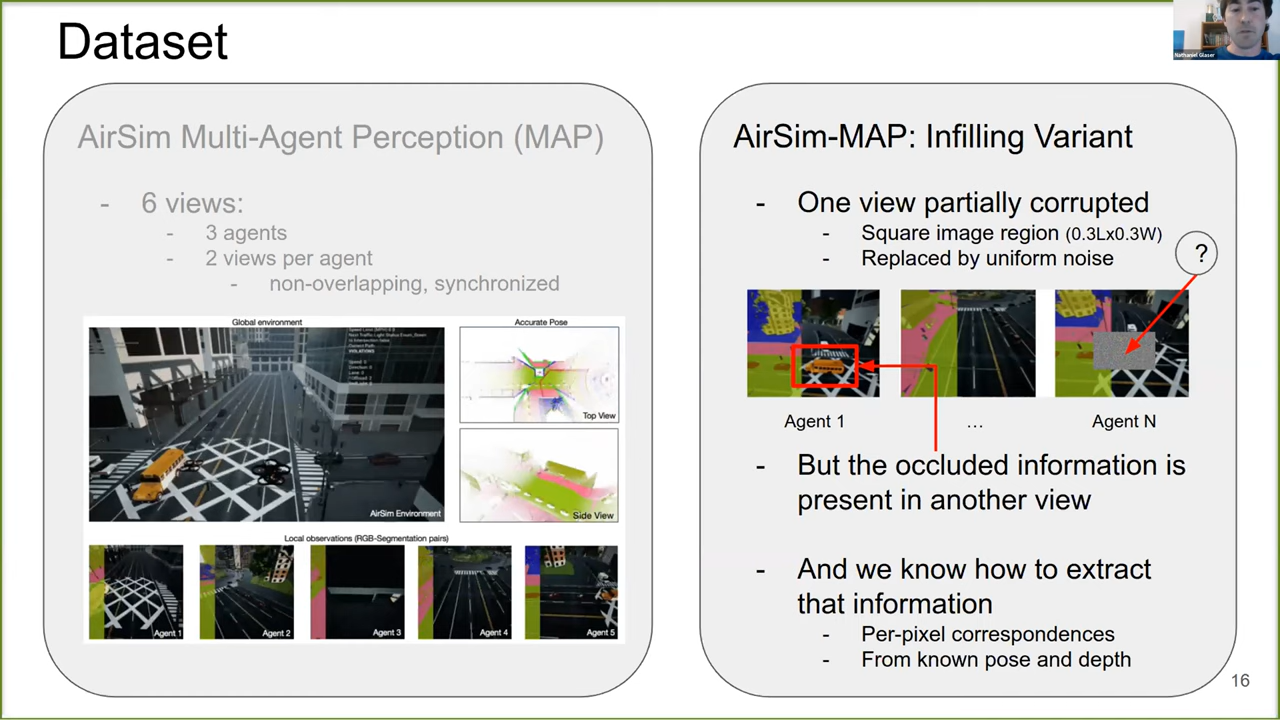 Dataset
Nathaniel Glaser
AirSim Multi-Agent Perception (MAP)
- 6 views:
- 3 agents
- 2 views per agent
- non-overlapping, synchronized
Global environment
Accurate Pose
VIOLATIONS
Top View
AirSim Environment
Side View
Local observations (RGB-Segmentation pairs)
Agent 1
Agent 2
Agent 3
Agent 4
Agent 5
AirSim-MAP: Infilling Variant
- One view partially corrupted
- Square image region (0.3Lx0.3W)
- Replaced by uniform noise
?
Agent 1
...
Agent N
- But the occluded information is
present in another view
- And we know how to extract
that information
- Per-pixel correspondences
- From known pose and depth
16